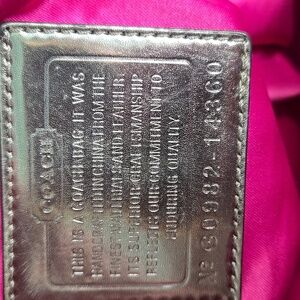 COACH
THIS IS A COACH BAG. IT WAS
HANDCRAFTED IN CHINA FROM THE
FINEST MATERIALS AND LEATHER.
ITS SUPERIOR CRAFTSMANSHIP
REFLECTS OUR COMMITMENT TO
ENDURING QUALITY.
Nº G0982-14360